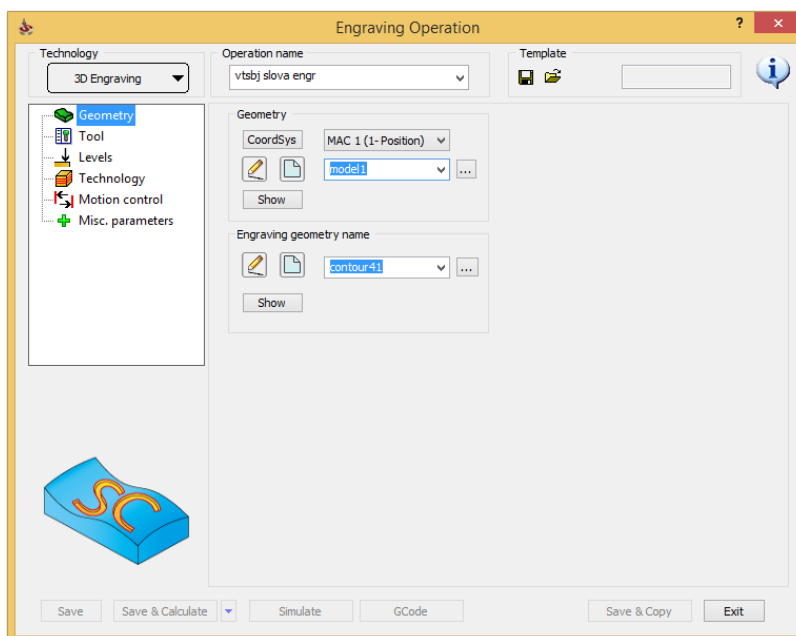 Engraving Operation ?
Technology Operation name Template
3D Engraving vtsbj slova engr
Geometry Geometry
Tool CoordSys MAC 1 (1- Position)
Levels model1 ...
Technology
Motion control Show
Misc. parameters
Engraving geometry name
contour41 ...
Show
SC
Save Save & Calculate Simulate GCode Save & Copy Exit